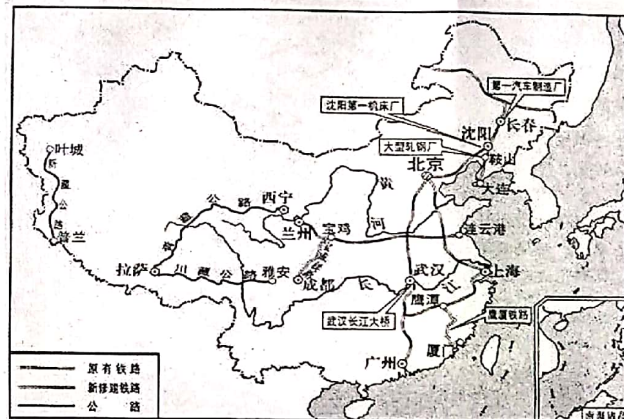 第一汽车制造厂
沈阳第一机床厂
长春
沈阳
大型轧钢厂
鞍山
北京
大连
叶城
新藏公路
普兰
青藏公路
西宁
兰州
宝鸡
黄河
连云港
拉萨
川藏公路
雅安
成都
长江
武汉
上海
鹰潭
武汉长江大桥
鹰厦铁路
厦门
广州
原有铁路
新修建铁路
公路